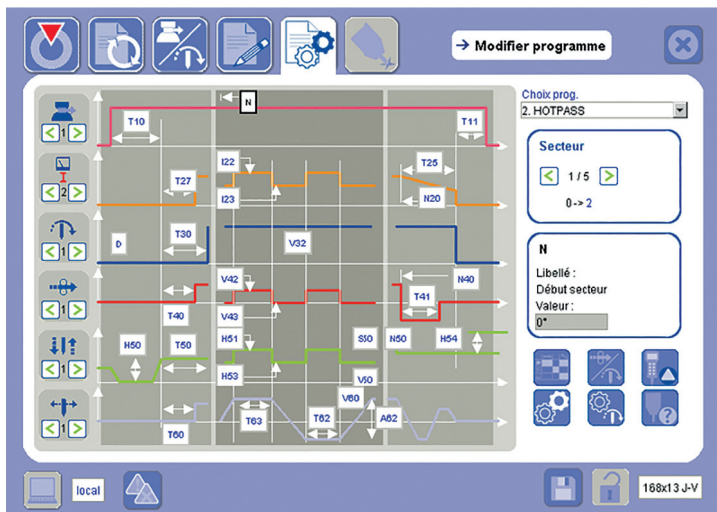 → Modifier programme
Choix prog.
2. HOTPASS
Secteur
1 / 5
0-> 2
N
Libellé :
Début secteur
Valeur :
0°
N
T10
T11
1
I22
T25
T27
2
I23
N20
T30
D
V32
1
V42
N40
T41
1
T40
V43
H50
T50
H51
S50
N50
H54
1
H53
V50
V60
T63
T62
A62
1
T60
local
168x13 J-V